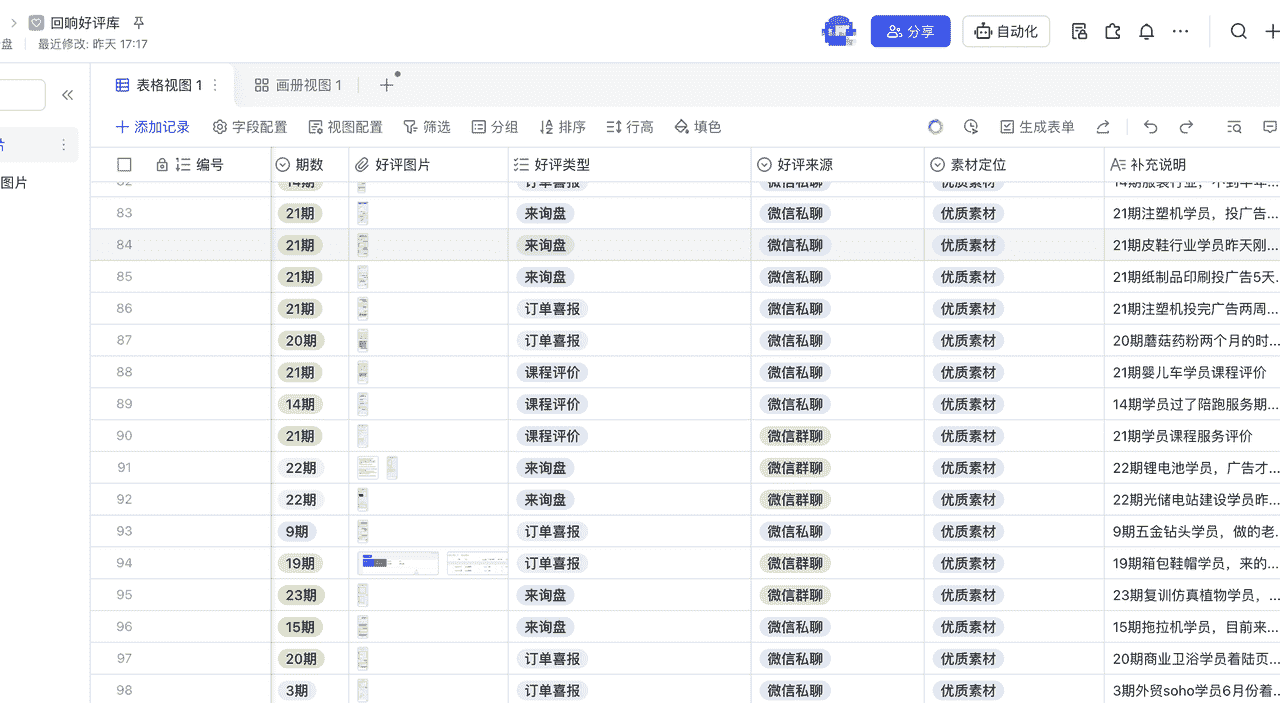 回响好评库
盘 最近修改: 昨天 17:17
分享 自动化
表格视图 1 画册视图 1
添加记录 字段配置 视图配置 筛选 分组 排序 行高 填色 生成表单
图片
编号 期数 好评图片 好评类型 好评来源 素材定位 补充说明
14期 订单喜报 微信私聊 优质素材
83 21期 来询盘 微信私聊 优质素材 21期注塑机学员，投广告...
84 21期 来询盘 微信私聊 优质素材 21期皮鞋行业学员昨天刚...
85 21期 来询盘 微信私聊 优质素材 21期纸制品印刷投广告5天...
86 21期 订单喜报 微信私聊 优质素材 21期注塑机投完广告两周...
87 20期 订单喜报 微信私聊 优质素材 20期蘑菇药粉两个月的时...
88 21期 课程评价 微信私聊 优质素材 21期婴儿车学员课程评价
89 14期 课程评价 微信私聊 优质素材 14期学员过了陪跑服务期...
90 21期 课程评价 微信群聊 优质素材 21期学员课程服务评价
91 22期 来询盘 微信群聊 优质素材 22期锂电池学员，广告才...
92 22期 来询盘 微信群聊 优质素材 22期光储电站建设学员昨...
93 9期 订单喜报 微信私聊 优质素材 9期五金钻头学员，做的老...
94 19期 订单喜报 微信群聊 优质素材 19期箱包鞋帽学员，来的...
95 23期 来询盘 微信群聊 优质素材 23期复训仿真植物学员，...
96 15期 来询盘 微信私聊 优质素材 15期拖拉机学员，目前来...
97 20期 订单喜报 微信私聊 优质素材 20期商业卫浴学员着陆页...
98 3期 订单喜报 微信私聊 优质素材 3期外贸soho学员6月份着...